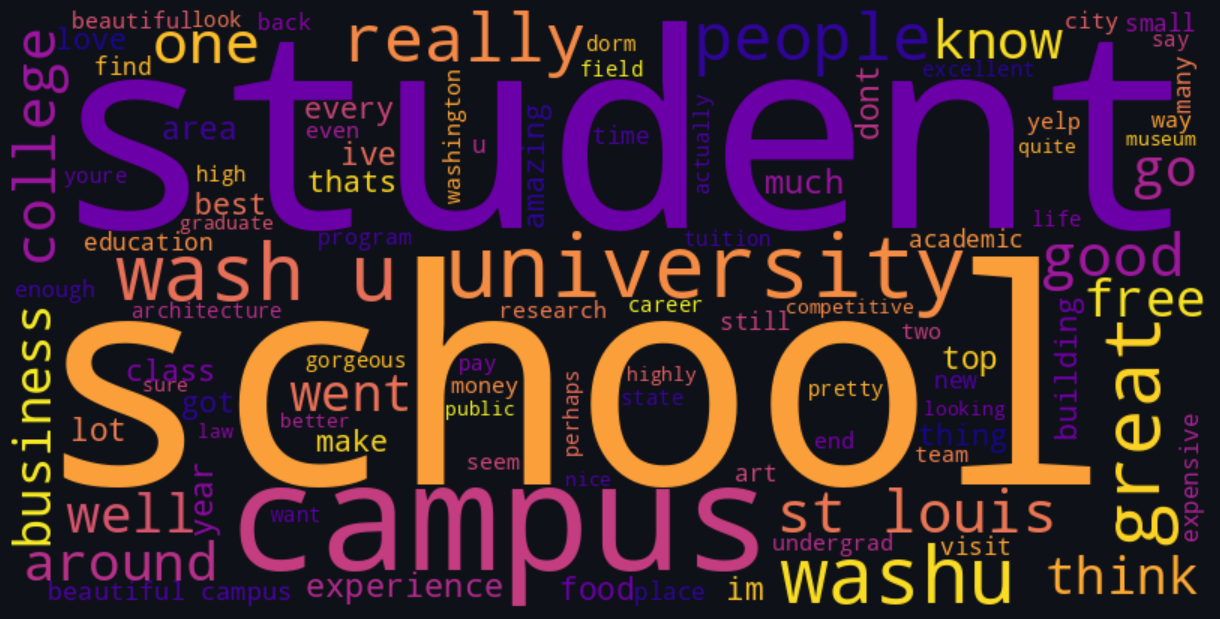 beautiful look back
love one really dorm people know city small
find field excellent say
college student
area every washington amazing time actually dont many
even u yelp way
ive quite museum
youre high thats much go
best
graduate life
education program tuition academic
wash u university good
enough free
architecture research career competitive
still two
business school building great
class gorgeous pay highly top
sure went money pretty new
got public perhaps state looking
lot law better thing
make end team
seem art expensive
well year campus nice st louis
want
around undergrad visit
beautiful campus experience food place im washu think